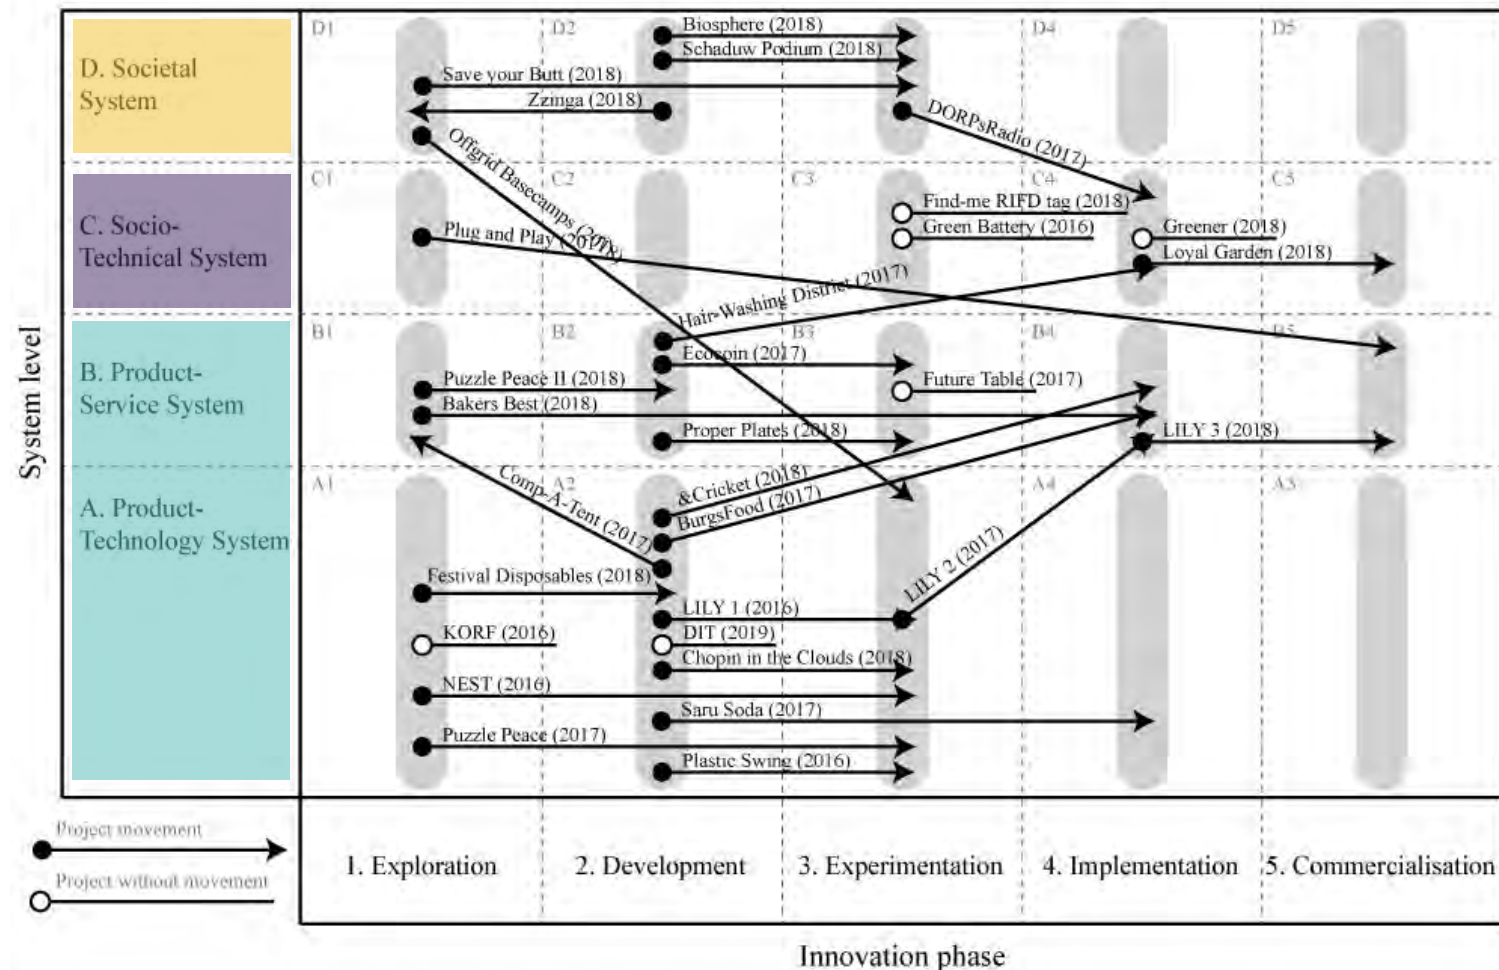 D1
D2
D4
D5
Biosphere (2018)
Schaduw Podium (2018)
D. Societal
System
Save your Butt (2018)
Zzinga (2018)
DORPsRadio (2017)
Offgrid Basecamps
C1
C2
C3
C4
C5
C. Socio-
Technical System
Find-me RIFD tag (2018)
Plug and Play
Green Battery (2016)
Greener (2018)
Loyal Garden (2018)
Hair-Washing District (2017)
B1
B2
B3
B4
B5
System level
B. Product-
Service System
Ecocoin (2017)
Puzzle Peace II (2018)
Future Table (2017)
Bakers Best (2018)
Proper Plates (2018)
LILY 3 (2018)
A1
A2
A4
A. Product-
Technology System
&Cricket (2018)
BurgsFood (2017)
Comp-A-Tent (2017)
LILY 2 (2017)
Festival Disposables (2018)
LILY 1 (2016)
KORF (2016)
DIT (2019)
Chopin in the Clouds (2018)
NEST (2016)
Saru Soda (2017)
Puzzle Peace (2017)
Plastic Swing (2016)
Project movement
Project without movement
1. Exploration
2. Development
3. Experimentation
4. Implementation
5. Commercialisation
Innovation phase